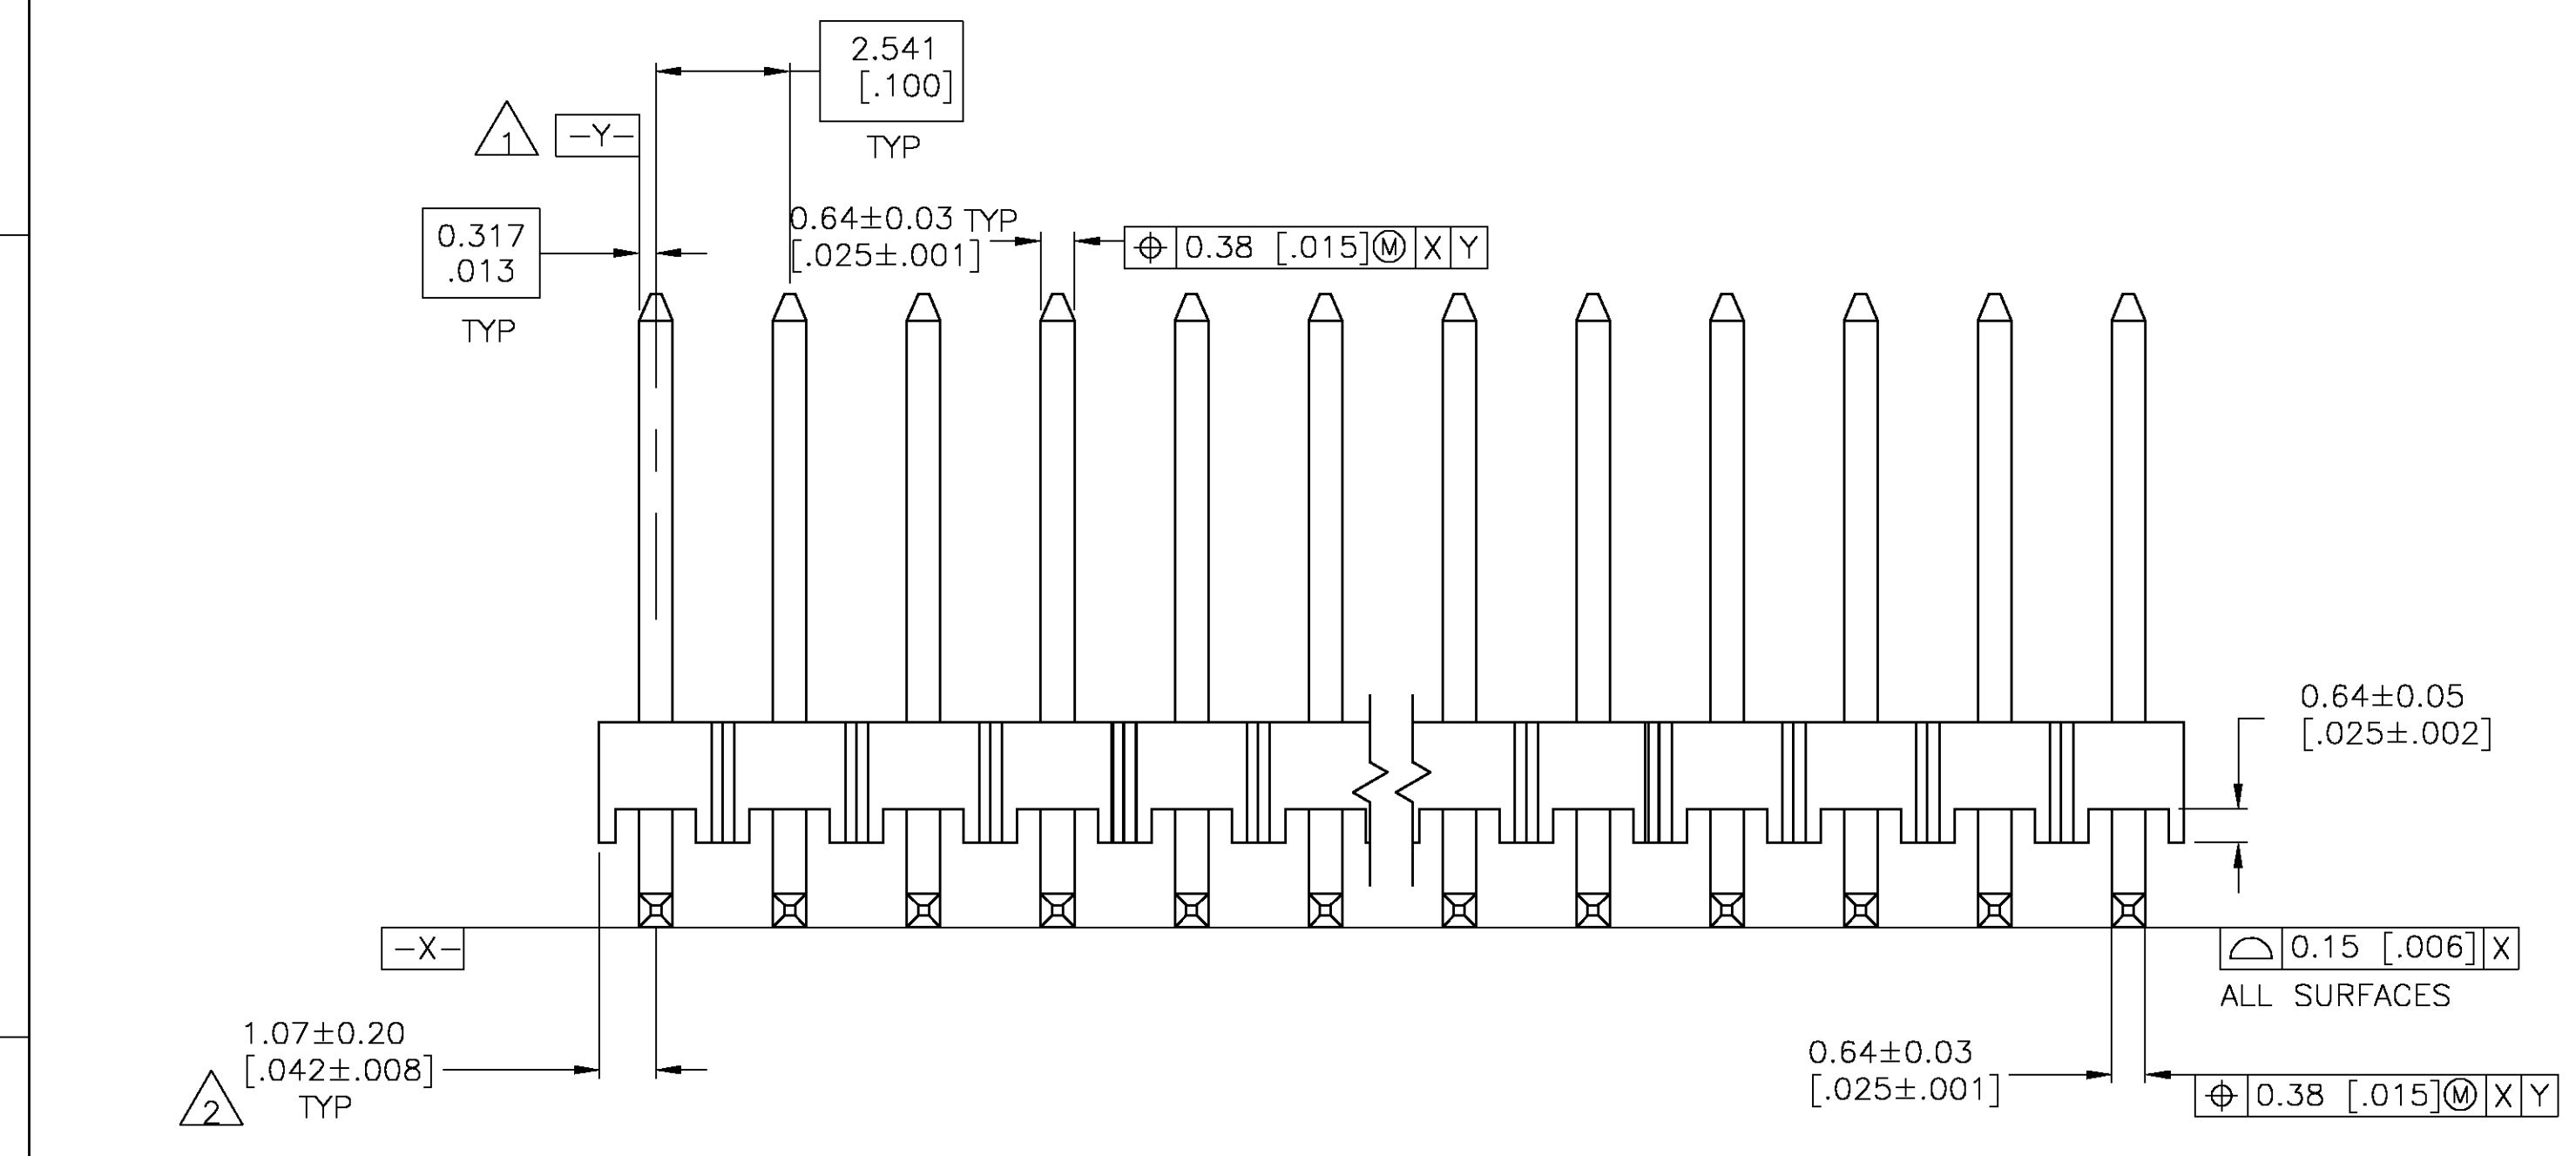 2.541
[.100]
TYP
1
-Y-
0.317
.013
TYP
0.64±0.03 TYP
[.025±.001]
⌖ 0.38 [.015]Ⓜ X Y
0.64±0.05
[.025±.002]
-X-
⌓ 0.15 [.006] X
ALL SURFACES
1.07±0.20
[.042±.008]
TYP
2
0.64±0.03
[.025±.001]
⌖ 0.38 [.015]Ⓜ X Y